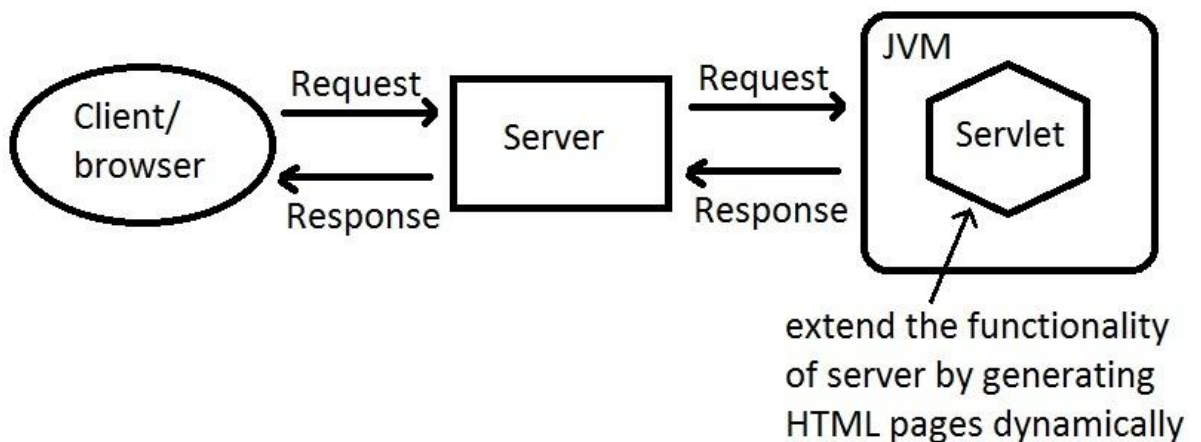 Client/
browser
Request
Response
Server
Request
Response
JVM
Servlet
extend the functionality
of server by generating
HTML pages dynamically